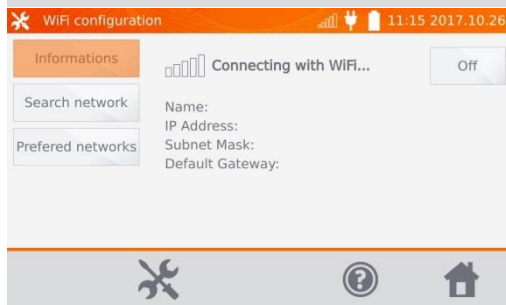 WiFi configuration
11:15 2017.10.26
Informations
Connecting with WiFi...
Off
Search network
Name:
IP Address:
Prefered networks
Subnet Mask:
Default Gateway:
?